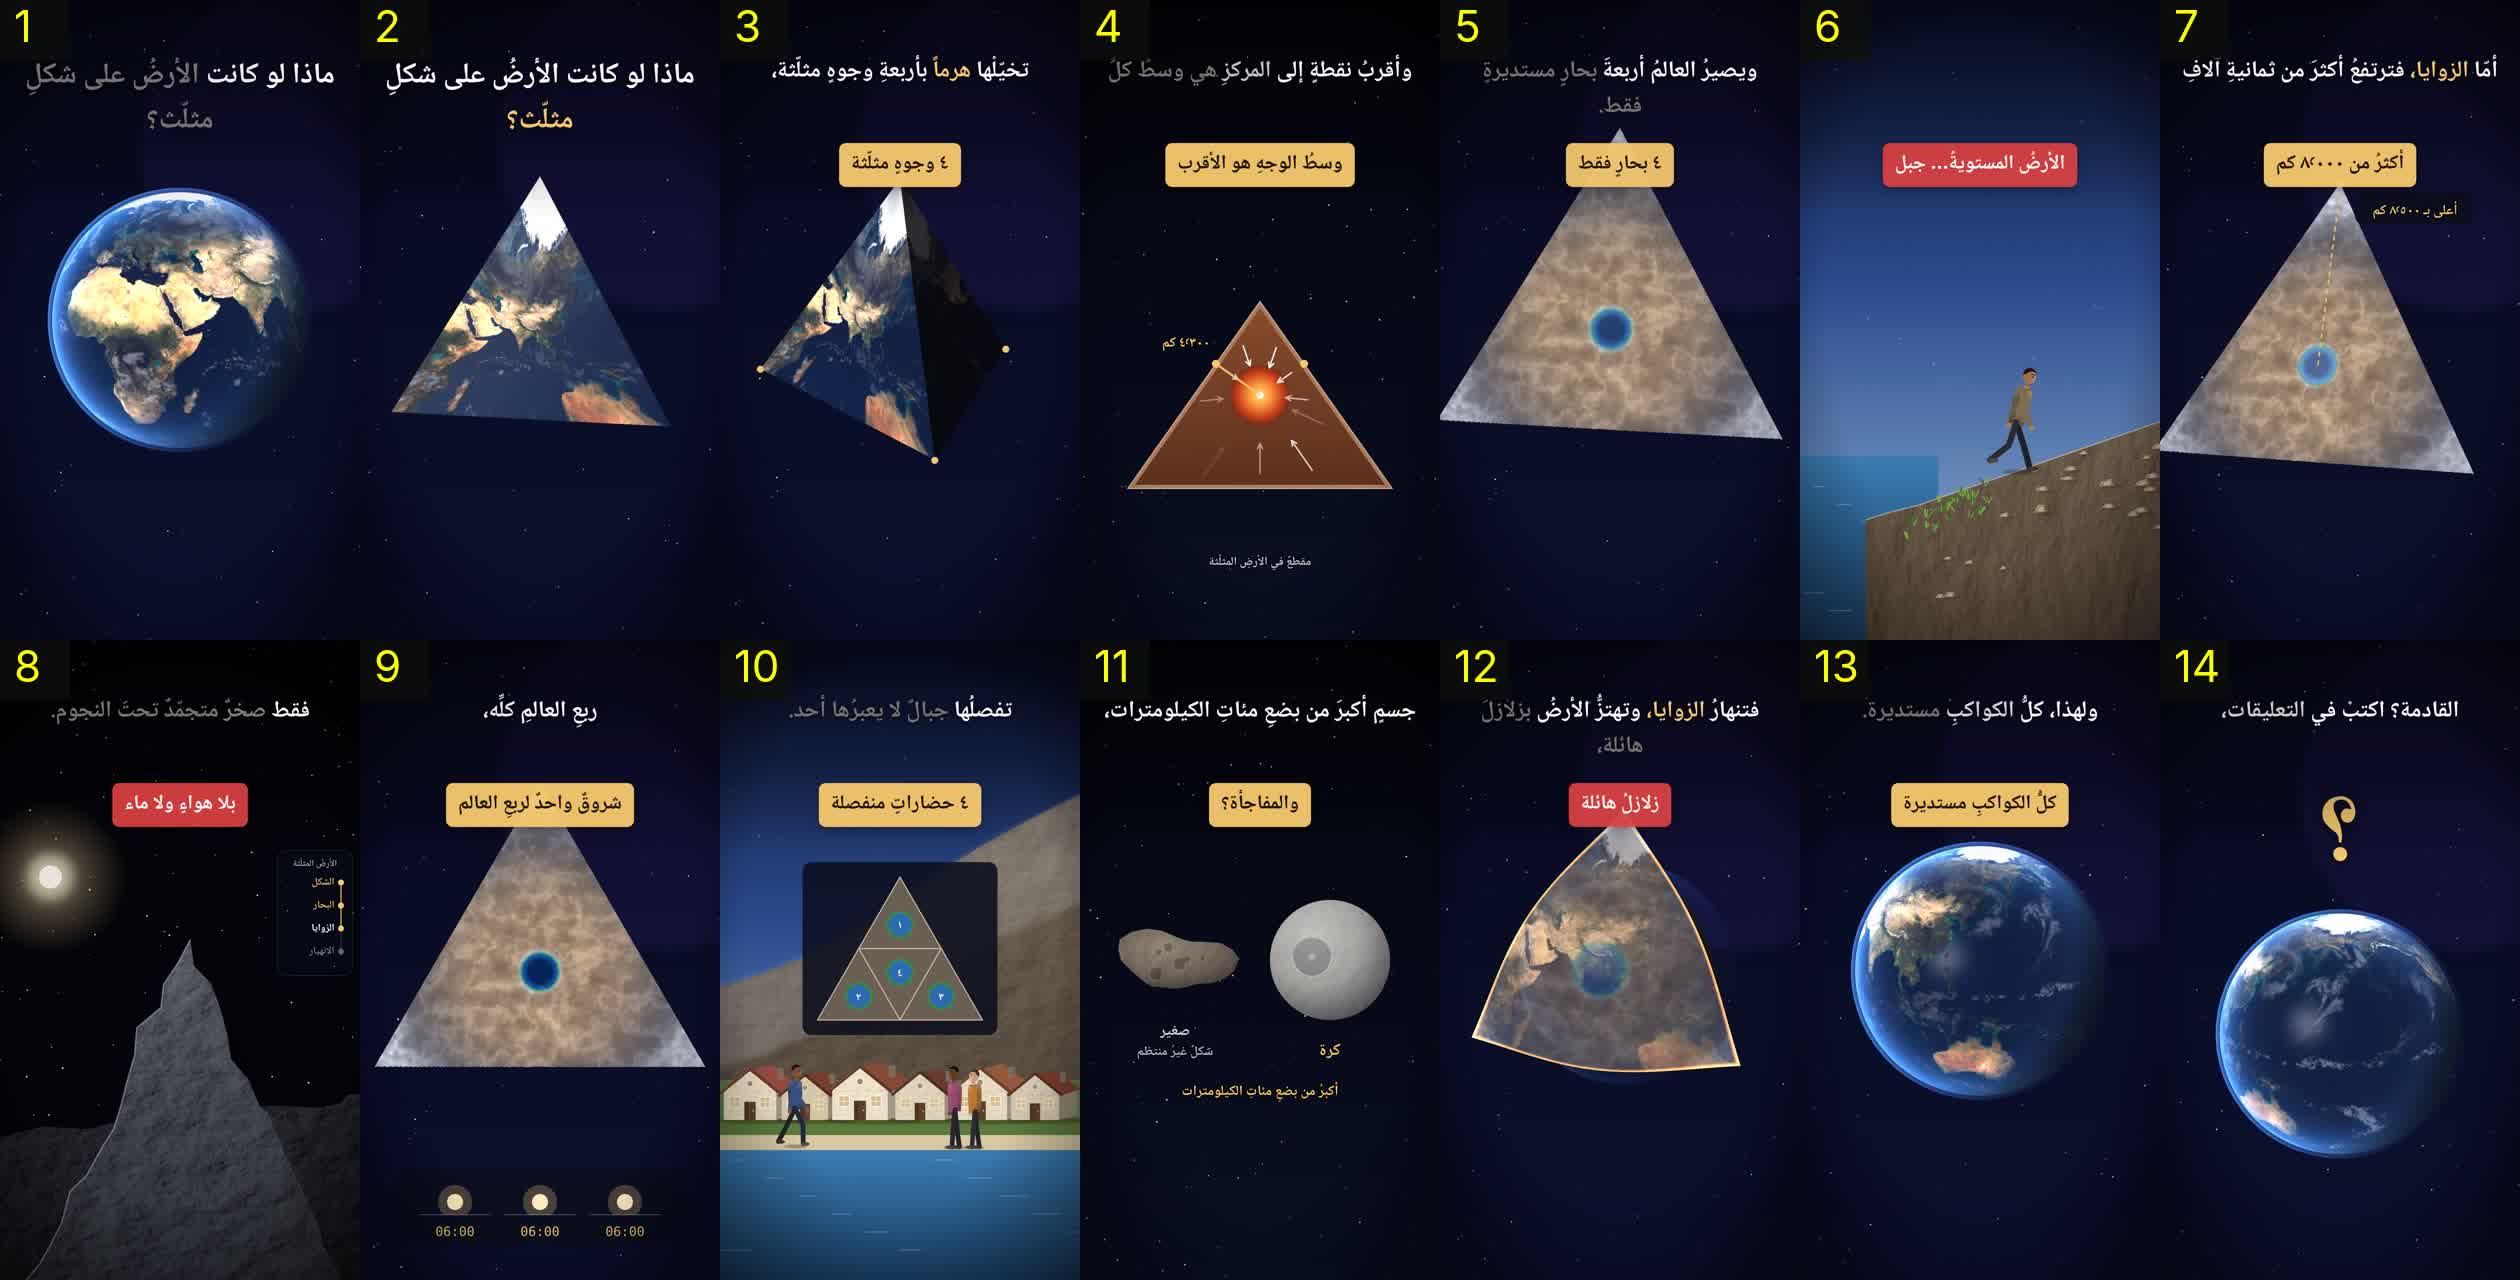 1
ماذا لو كانت الأرضُ على شكلِ
مثلّث؟
2
ماذا لو كانت الأرضُ على شكلِ
مثلّث؟
3
تخيّلْها هرماً بأربعةِ وجوهٍ مثلّثة،
٤ وجوهٍ مثلّثة
4
وأقربُ نقطةٍ إلى المركزِ هي وسطُ كلِّ
وسطُ الوجهِ هو الأقرب
٤٬٣٠٠ كم
مقطعٌ في الأرضِ المثلّثة
5
ويصيرُ العالمُ أربعةَ بحارٍ مستديرةٍ
فقط.
٤ بحارٍ فقط
6
الأرضُ المستويةُ... جبل
7
أمّا الزوايا، فترتفعُ أكثرَ من ثمانيةِ آلافِ
أكثرُ من ٨٬٠٠٠ كم
أعلى بـ ٨٬٥٠٠ كم
8
فقط صخرٌ متجمّدٌ تحتَ النجوم.
بلا هواءٍ ولا ماء
الأرضُ المثلّثة
الشكل
البحار
الزوايا
الانهيار
9
ربعِ العالمِ كلِّه،
شروقٌ واحدٌ لربعِ العالم
06:00
06:00
06:00
10
تفصلُها جبالٌ لا يعبرُها أحد.
٤ حضاراتٍ منفصلة
١
٤
٢
٣
11
جسمٍ أكبرَ من بضعِ مئاتِ الكيلومترات،
والمفاجأة؟
صغير
شكلٌ غيرُ منتظم
كرة
أكبرُ من بضعِ مئاتِ الكيلومترات
12
فتنهارُ الزوايا، وتهتزُّ الأرضُ بزلازلَ
هائلة،
زلازلُ هائلة
13
ولهذا، كلُّ الكواكبِ مستديرة.
كلُّ الكواكبِ مستديرة
14
القادمة؟ اكتبْ في التعليقات،
؟